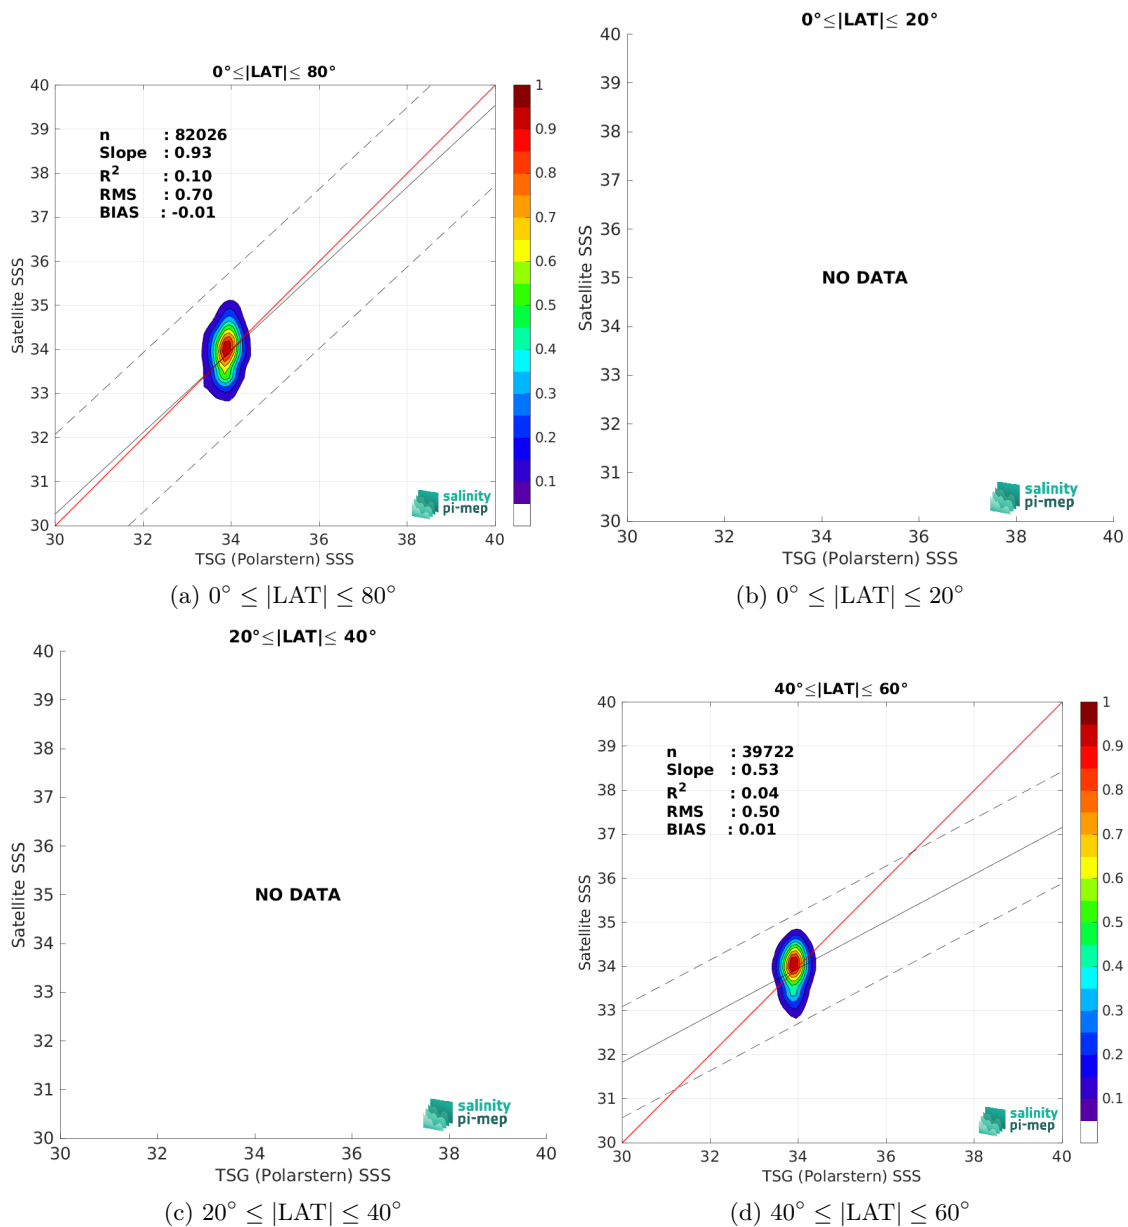 0°≤|LAT|≤ 80°
40
39
38
37
36
35
34
33
32
31
30
Satellite SSS
n : 82026
Slope : 0.93
R² : 0.10
RMS : 0.70
BIAS : -0.01
1
0.9
0.8
0.7
0.6
0.5
0.4
0.3
0.2
0.1
salinity
pi-mep
30 32 34 36 38 40
TSG (Polarstern) SSS
(a) 0° ≤ |LAT| ≤ 80°
0°≤|LAT|≤ 20°
40
39
38
37
36
35
34
33
32
31
30
Satellite SSS
NO DATA
salinity
pi-mep
30 32 34 36 38 40
TSG (Polarstern) SSS
(b) 0° ≤ |LAT| ≤ 20°
20°≤|LAT|≤ 40°
40
39
38
37
36
35
34
33
32
31
30
Satellite SSS
NO DATA
salinity
pi-mep
30 32 34 36 38 40
TSG (Polarstern) SSS
(c) 20° ≤ |LAT| ≤ 40°
40°≤|LAT|≤ 60°
40
39
38
37
36
35
34
33
32
31
30
Satellite SSS
n : 39722
Slope : 0.53
R² : 0.04
RMS : 0.50
BIAS : 0.01
1
0.9
0.8
0.7
0.6
0.5
0.4
0.3
0.2
0.1
salinity
pi-mep
30 32 34 36 38 40
TSG (Polarstern) SSS
(d) 40° ≤ |LAT| ≤ 60°